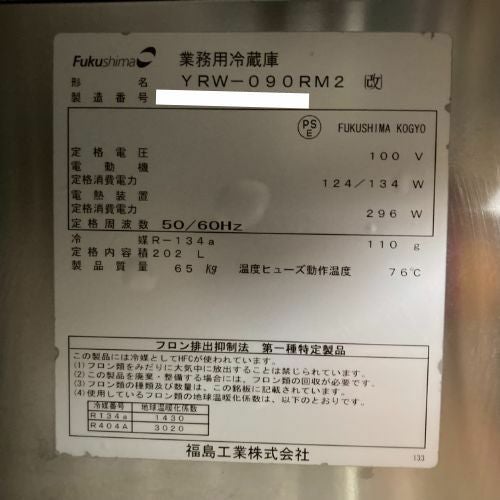 Fukushima 業務用冷蔵庫
形名 YRW-090RM2 改
製造番号
PSE FUKUSHIMA KOGYO
定格電圧 100 V
電動機
定格消費電力 124/134 W
電熱装置
定格消費電力 296 W
定格周波数 50/60Hz
冷媒 R-134a 110 g
定格内容積 202 L
製品質量 65 kg 温度ヒューズ動作温度 76℃
フロン排出抑制法 第一種特定製品
この製品には冷媒としてHFCが使われています。
(1)フロン類をみだりに大気中に放出することは禁じられています。
(2)この製品を廃棄・整備する場合には、フロン類の回収が必要です。
(3)フロン類の種類及び数量は、この銘板に記載されています。
(4)使用しているフロン類の地球温暖化係数は、以下のとおりです。
冷媒番号 地球温暖化係数
R134a 1430
R404A 3020
福島工業株式会社
133